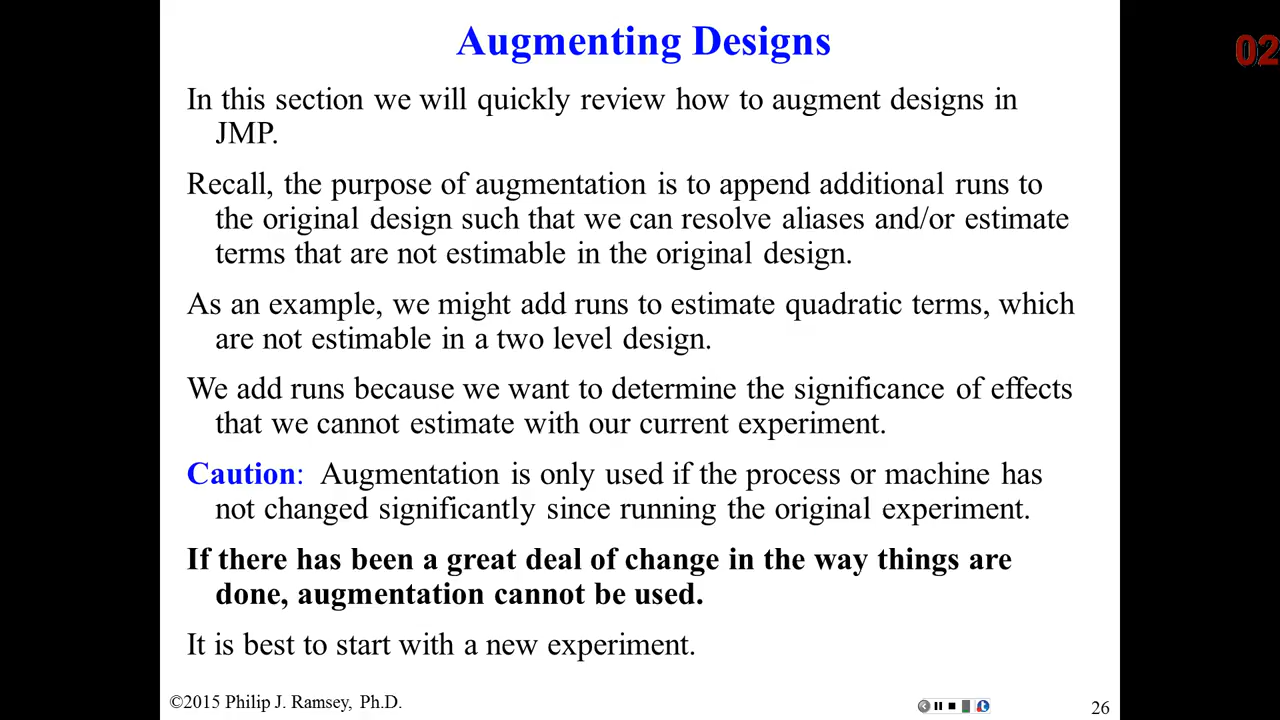 Augmenting Designs
02
In this section we will quickly review how to augment designs in
JMP.
Recall, the purpose of augmentation is to append additional runs to
the original design such that we can resolve aliases and/or estimate
terms that are not estimable in the original design.
As an example, we might add runs to estimate quadratic terms, which
are not estimable in a two level design.
We add runs because we want to determine the significance of effects
that we cannot estimate with our current experiment.
Caution: Augmentation is only used if the process or machine has
not changed significantly since running the original experiment.
If there has been a great deal of change in the way things are
done, augmentation cannot be used.
It is best to start with a new experiment.
©2015 Philip J. Ramsey, Ph.D.
26